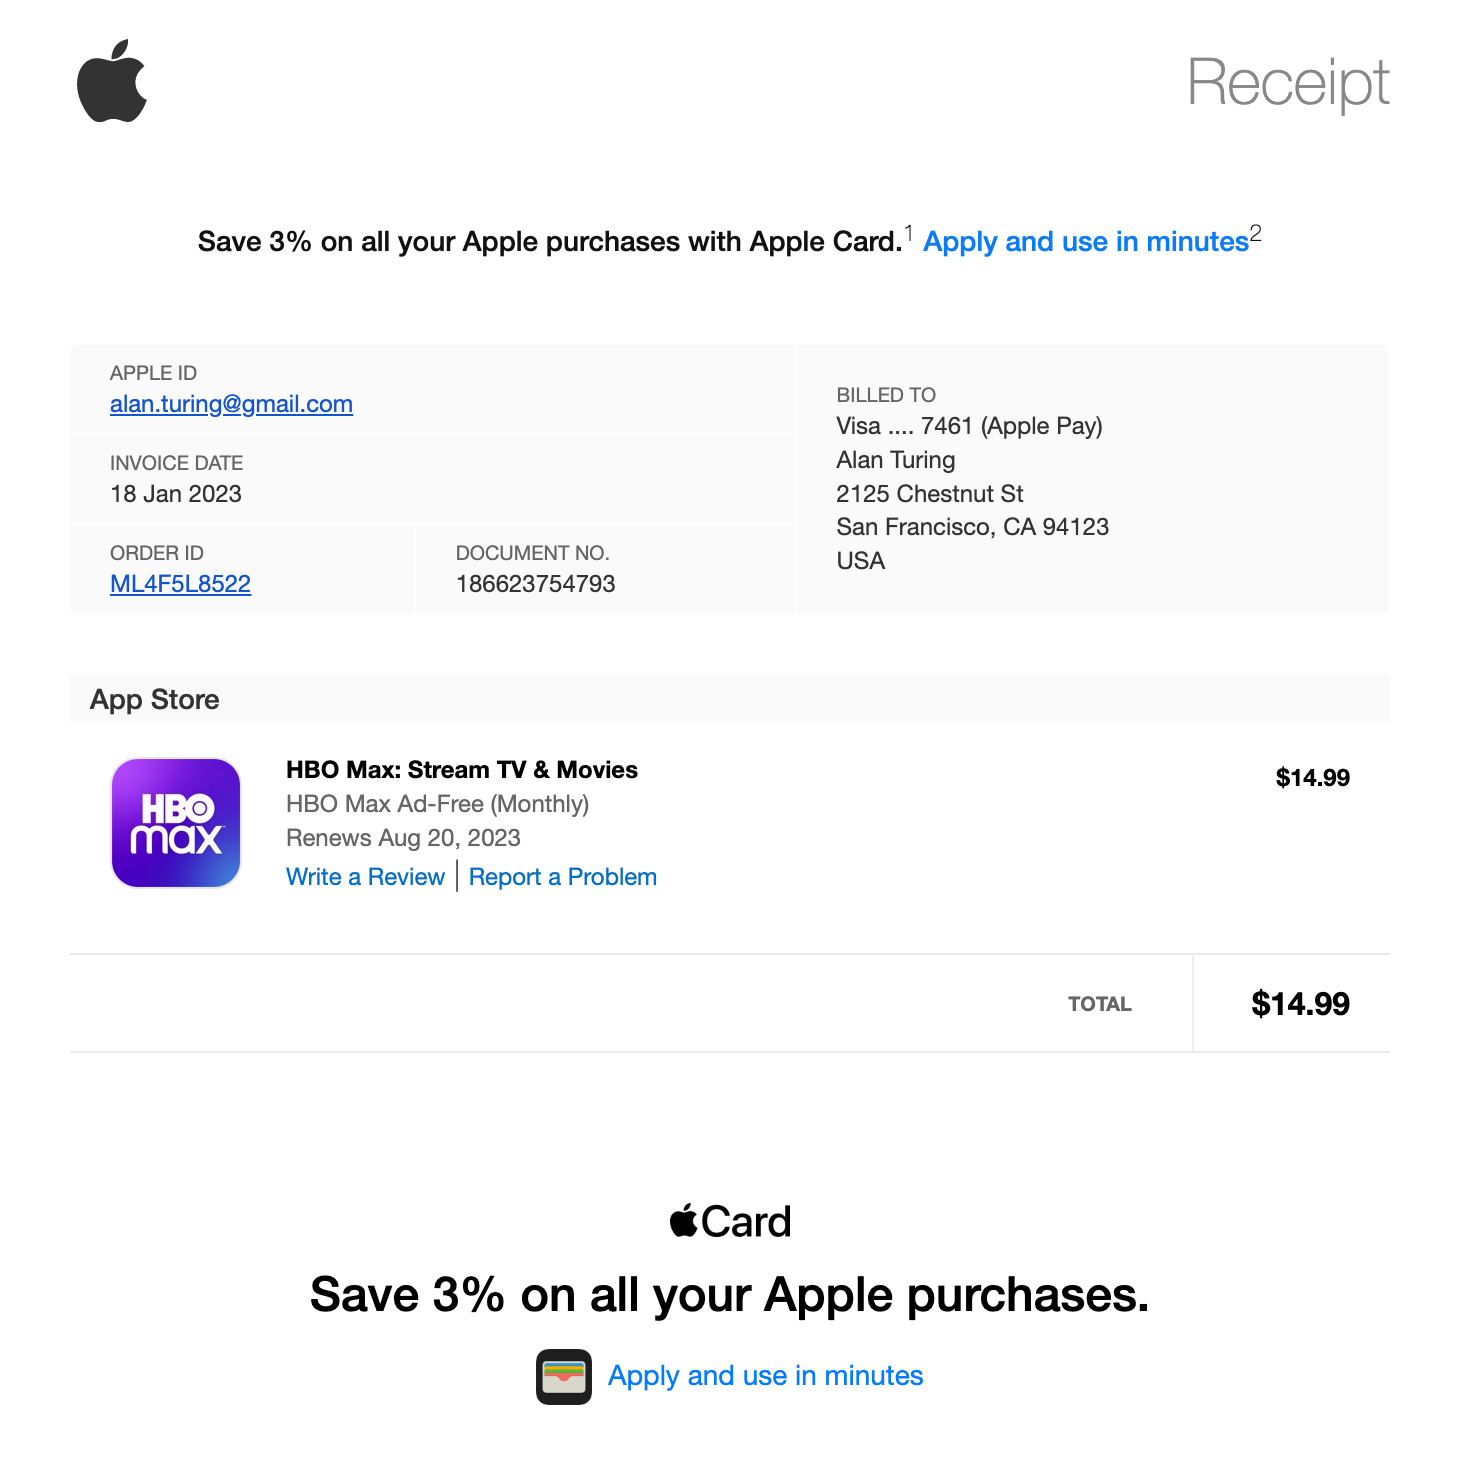 Receipt
Save 3% on all your Apple purchases with Apple Card.1 Apply and use in minutes2
APPLE ID
alan.turing@gmail.com
INVOICE DATE
18 Jan 2023
ORDER ID
ML4F5L8522
DOCUMENT NO.
186623754793
BILLED TO
Visa .... 7461 (Apple Pay)
Alan Turing
2125 Chestnut St
San Francisco, CA 94123
USA
App Store
HBO max
HBO Max: Stream TV & Movies
$14.99
HBO Max Ad-Free (Monthly)
Renews Aug 20, 2023
Write a Review | Report a Problem
TOTAL
$14.99
Card
Save 3% on all your Apple purchases.
Apply and use in minutes